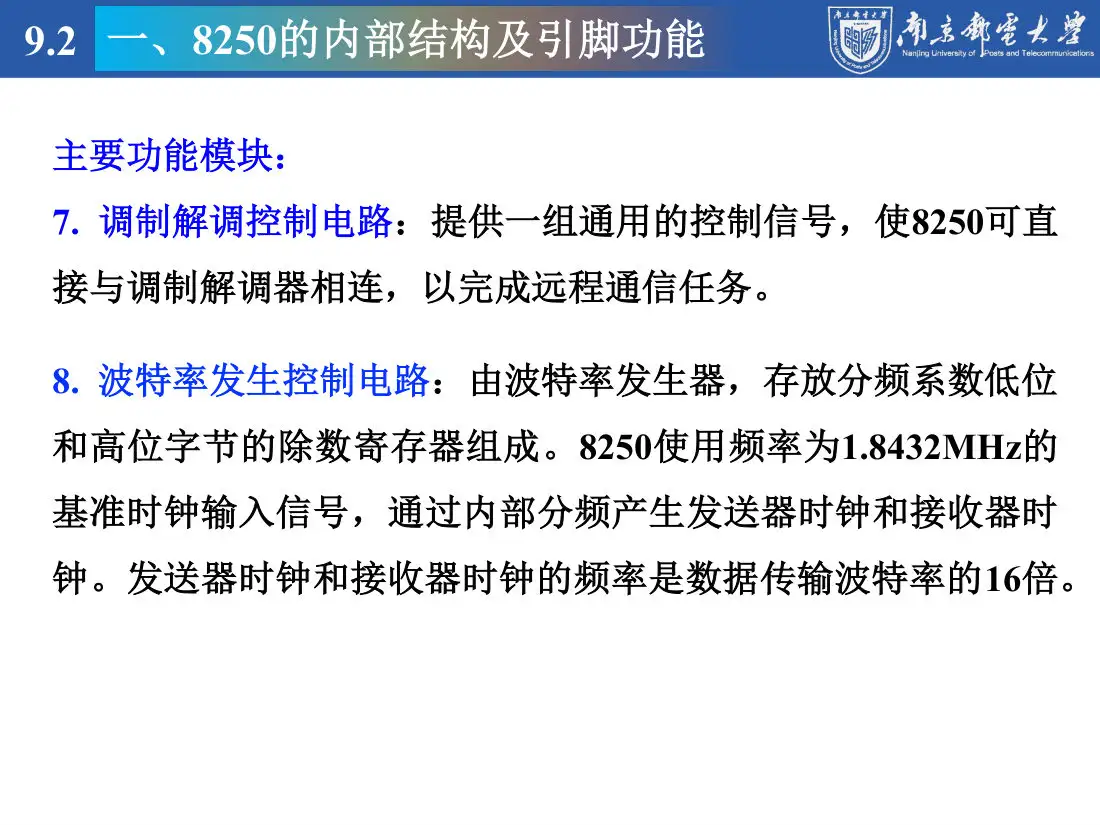 9.2 一、8250的内部结构及引脚功能
南京邮电大学
南京郵電大學
Nanjing University of Posts and Telecommunications
主要功能模块：
7. 调制解调控制电路：提供一组通用的控制信号，使8250可直
接与调制解调器相连，以完成远程通信任务。
8. 波特率发生控制电路：由波特率发生器，存放分频系数低位
和高位字节的除数寄存器组成。8250使用频率为1.8432MHz的
基准时钟输入信号，通过内部分频产生发送器时钟和接收器时
钟。发送器时钟和接收器时钟的频率是数据传输波特率的16倍。